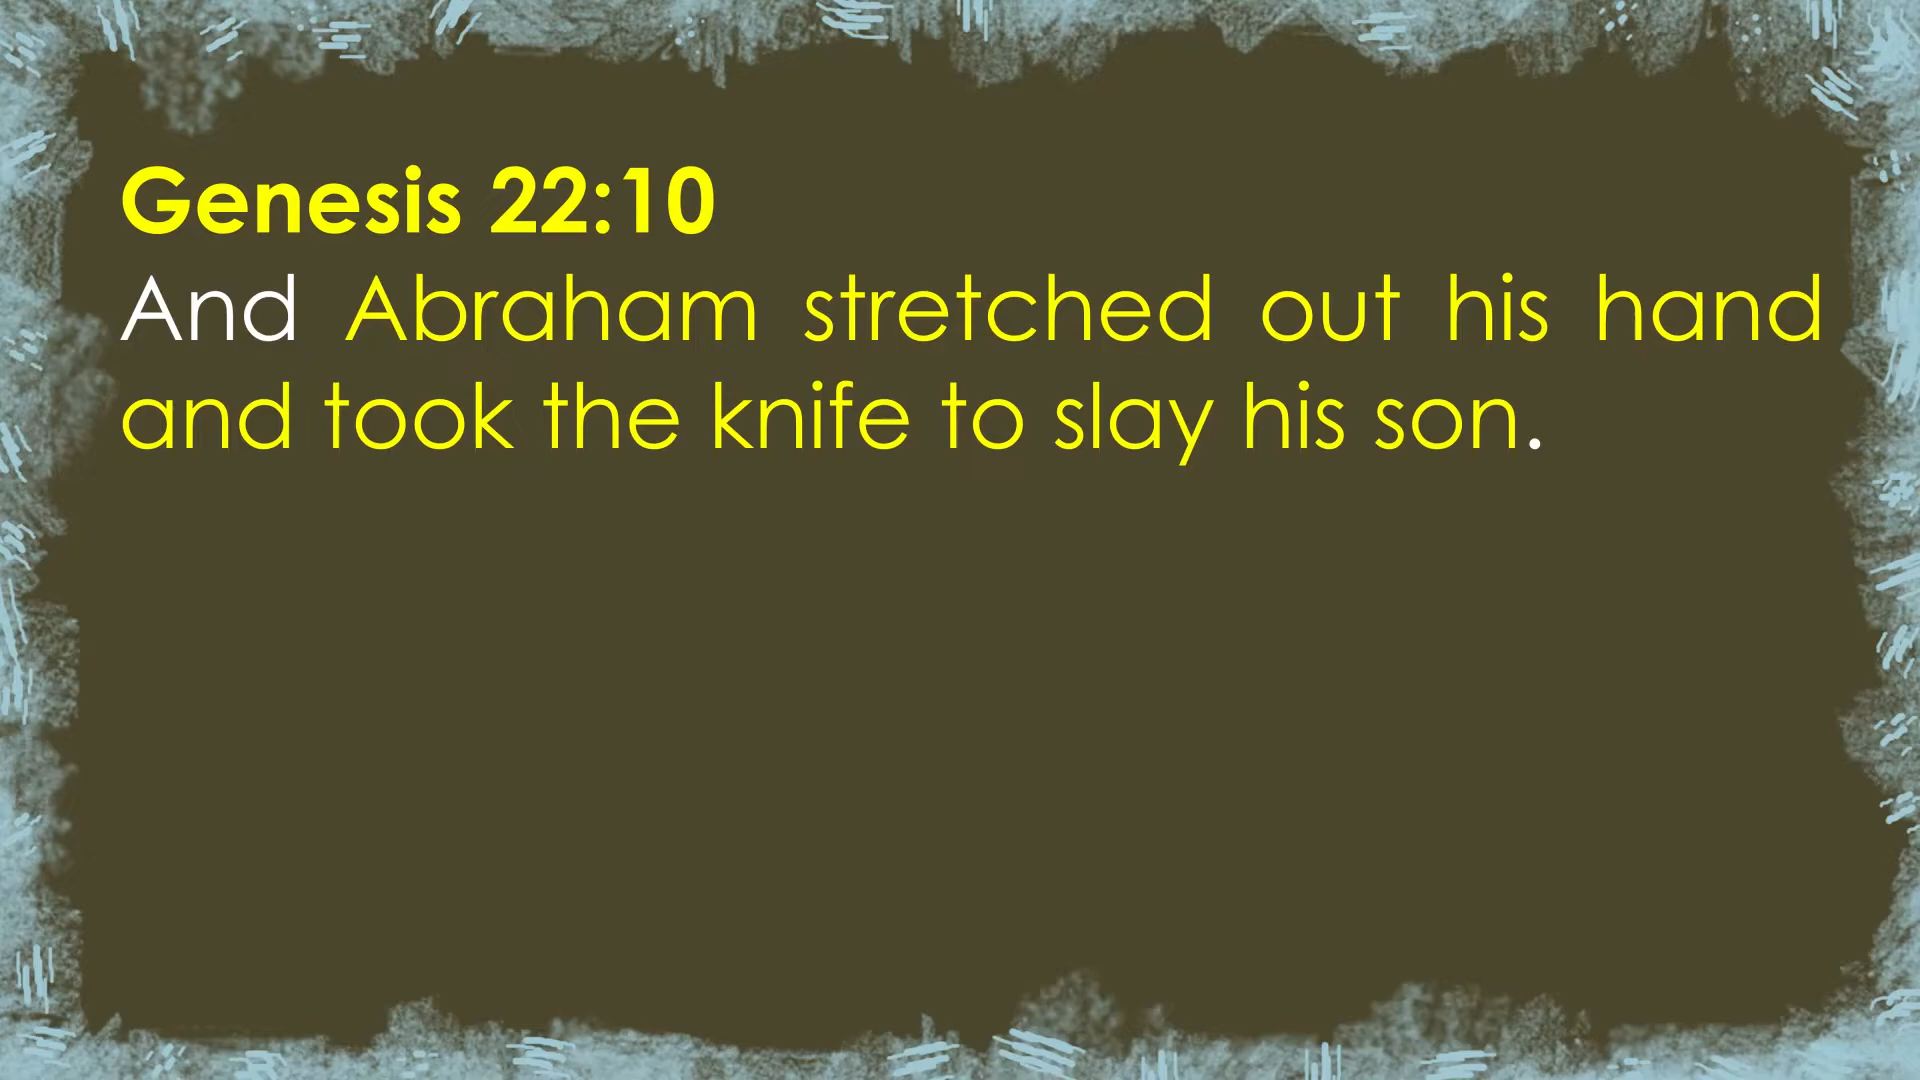 Genesis 22:10
And Abraham stretched out his hand
and took the knife to slay his son.